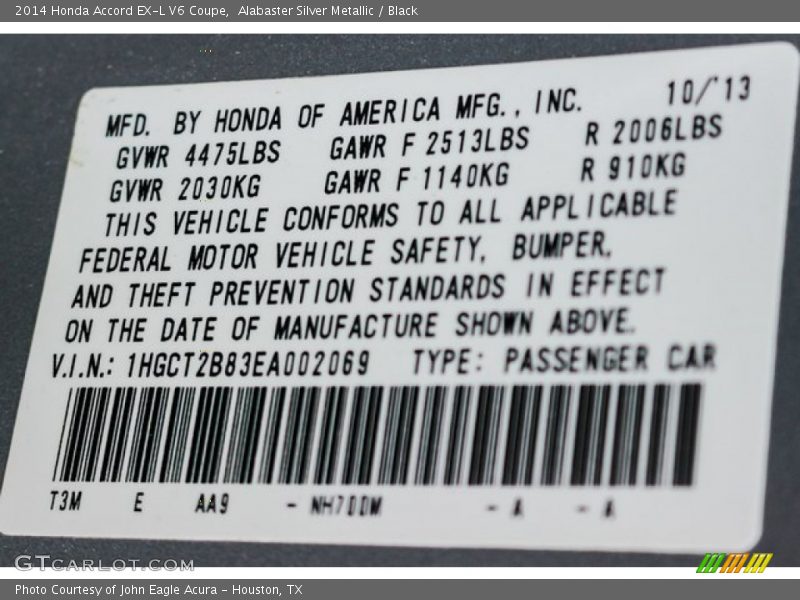 2014 Honda Accord EX-L V6 Coupe,  Alabaster Silver Metallic / Black
MFD. BY HONDA OF AMERICA MFG., INC. 10/'13
GVWR 4475LBS GAWR F 2513LBS R 2006LBS
GVWR 2030KG GAWR F 1140KG R 910KG
THIS VEHICLE CONFORMS TO ALL APPLICABLE
FEDERAL MOTOR VEHICLE SAFETY, BUMPER,
AND THEFT PREVENTION STANDARDS IN EFFECT
ON THE DATE OF MANUFACTURE SHOWN ABOVE.
V.I.N.: 1HGCT2B83EA002069 TYPE: PASSENGER CAR
T3M E AA9 - NH700M - A - A
GTCARLOT.COM
Photo Courtesy of John Eagle Acura - Houston, TX